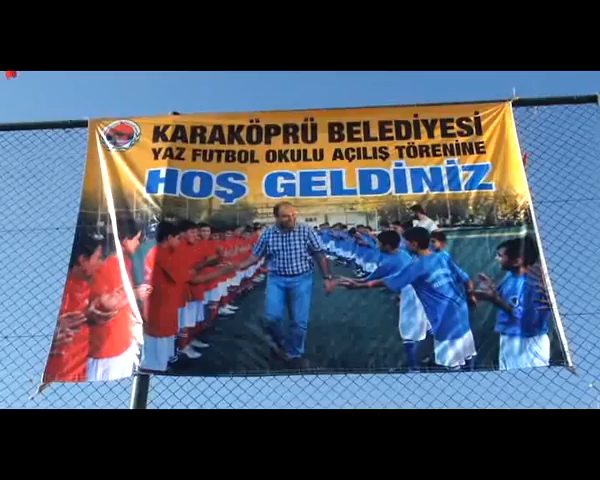 KARAKÖPRÜ BELEDİYESİ
YAZ FUTBOL OKULU AÇILIŞ TÖRENİNE
HOŞ GELDİNİZ